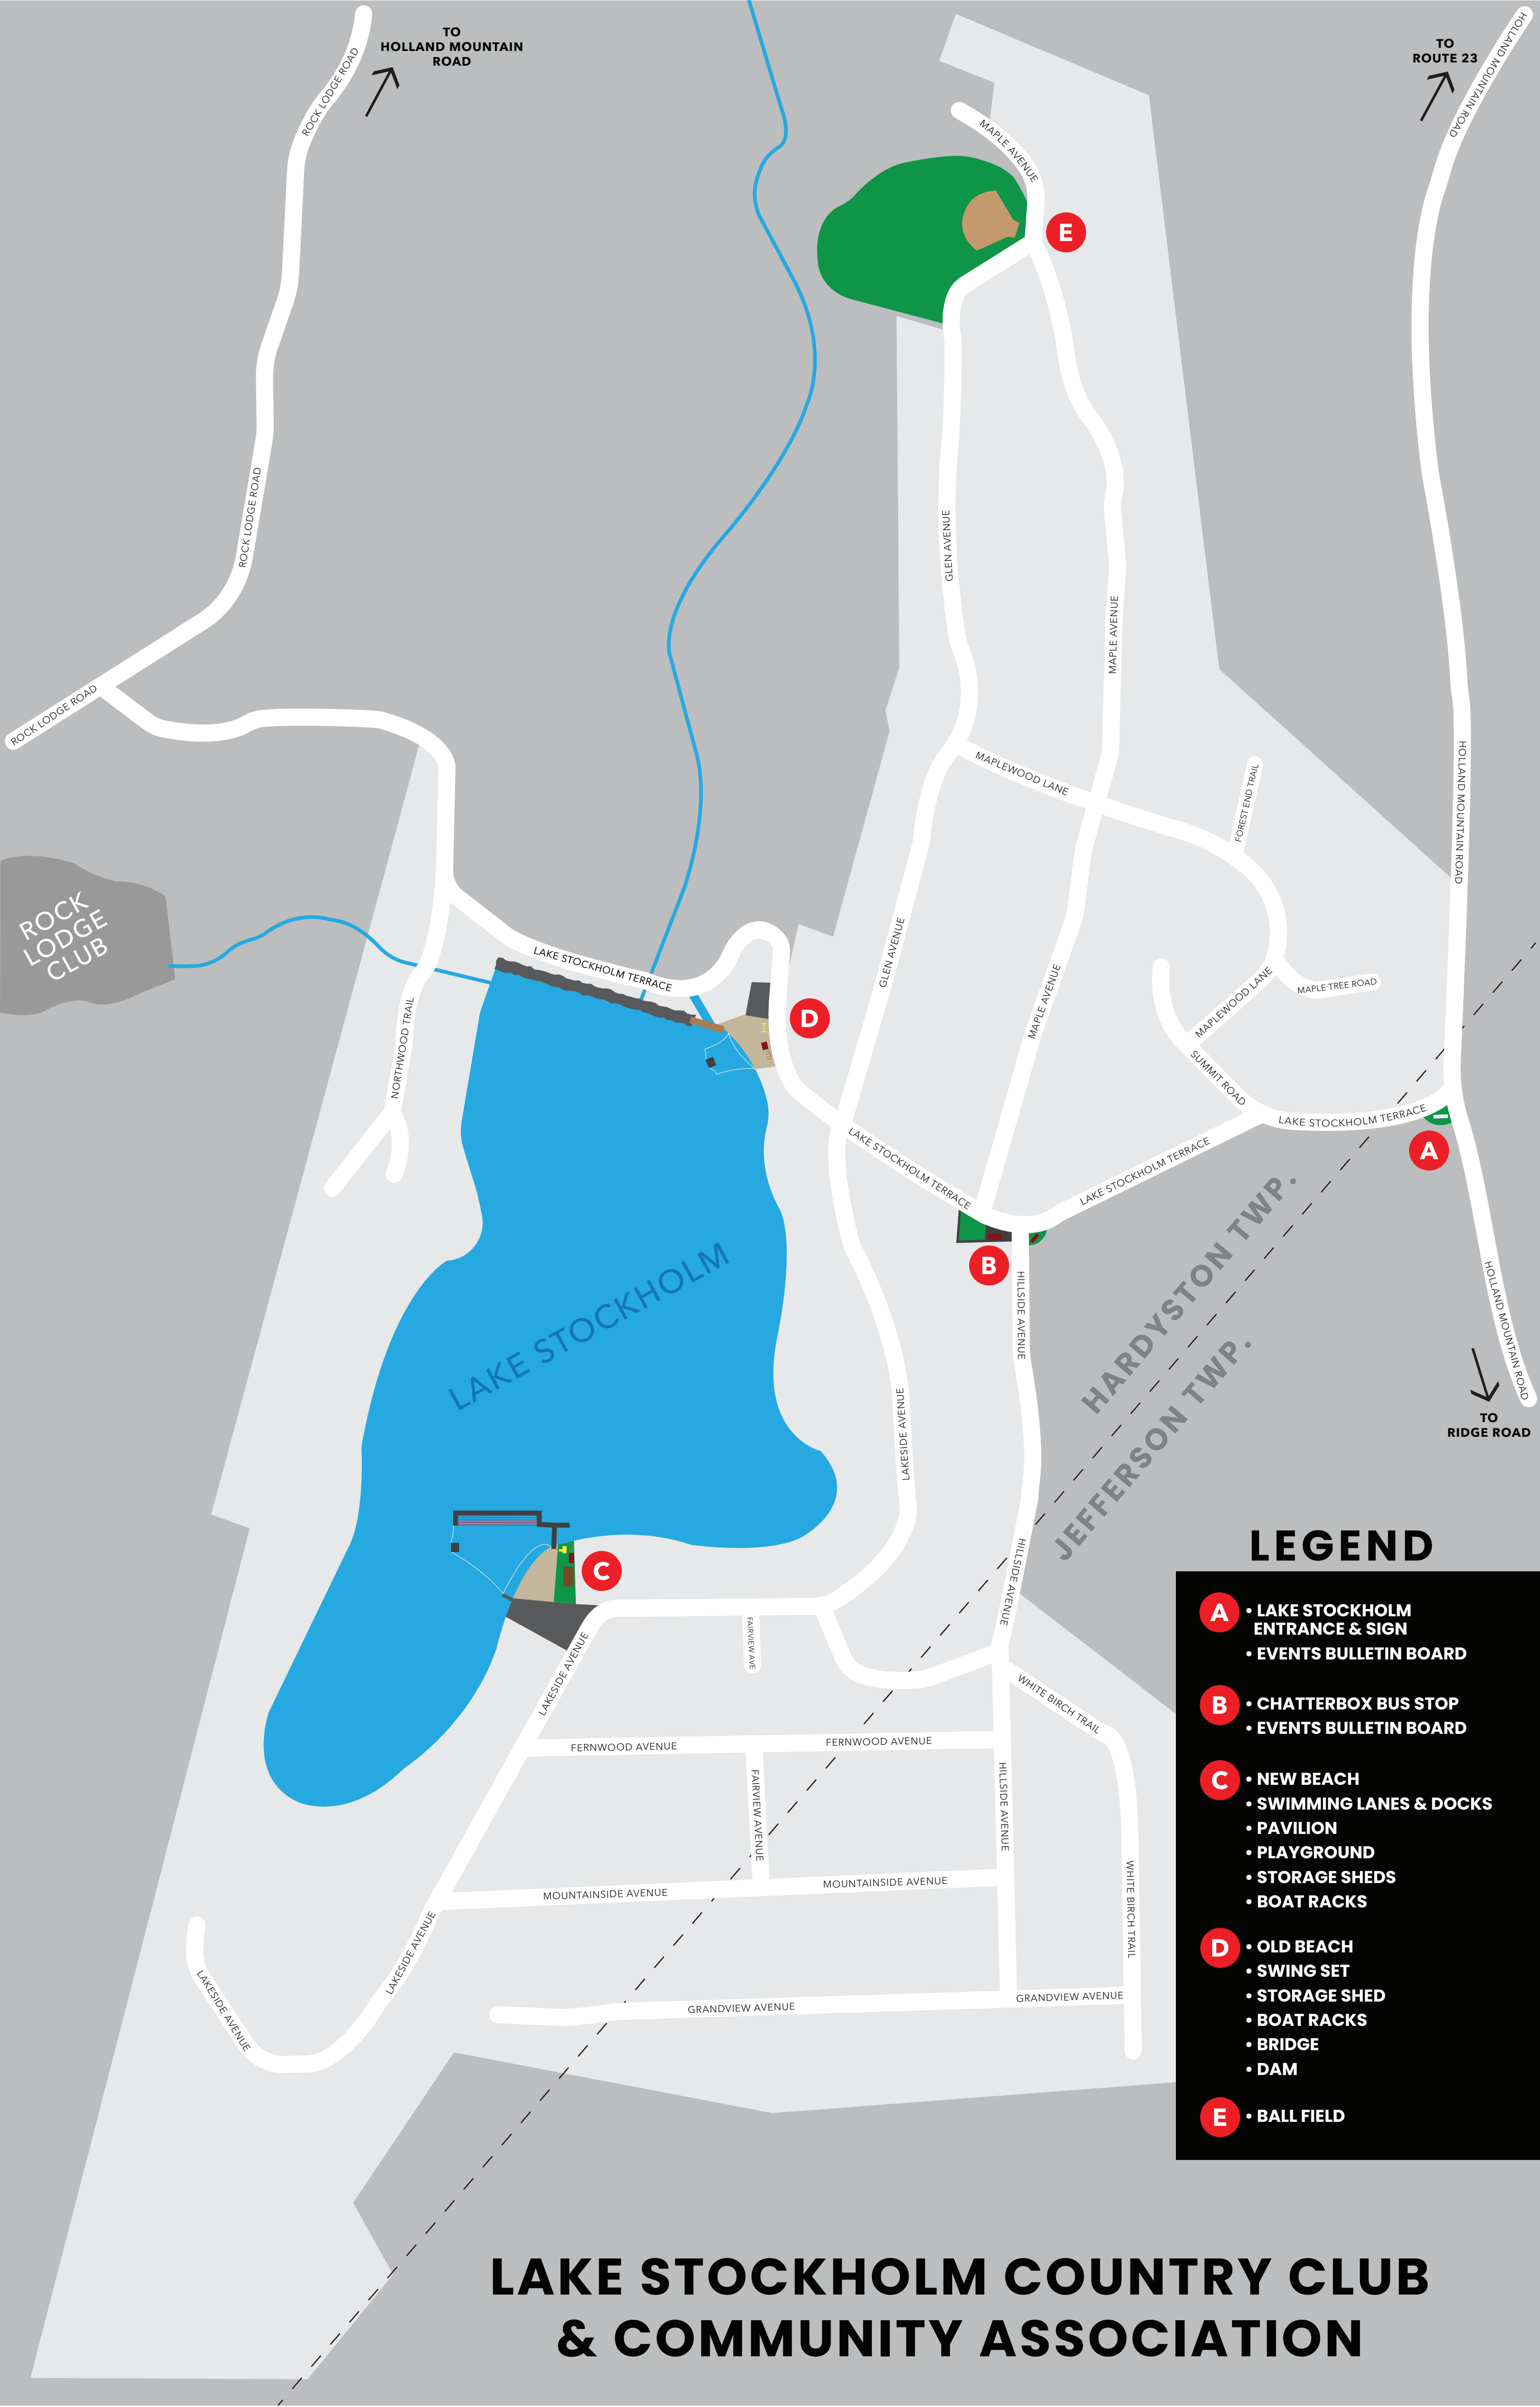 TO
HOLLAND MOUNTAIN
ROAD
TO
ROUTE 23
HOLLAND MOUNTAIN ROAD
ROCK LODGE ROAD
MAPLE AVENUE
E
ROCK LODGE ROAD
GLEN AVENUE
MAPLE AVENUE
ROCK LODGE ROAD
MAPLEWOOD LANE
FOREST END TRAIL
HOLLAND MOUNTAIN ROAD
ROCK
LODGE
CLUB
LAKE STOCKHOLM TERRACE
GLEN AVENUE
MAPLE AVENUE
MAPLEWOOD LANE
MAPLE TREE ROAD
NORTHWOOD TRAIL
D
SUMMIT ROAD
LAKE STOCKHOLM TERRACE
LAKE STOCKHOLM TERRACE
LAKE STOCKHOLM TERRACE
A
B
HILLSIDE AVENUE
LAKE STOCKHOLM
HARDYSTON TWP.
JEFFERSON TWP.
HOLLAND MOUNTAIN ROAD
TO
RIDGE ROAD
LAKESIDE AVENUE
C
HILLSIDE AVENUE
FAIRVIEW AVE
LAKESIDE AVENUE
WHITE BIRCH TRAIL
FERNWOOD AVENUE
FERNWOOD AVENUE
FAIRVIEW AVENUE
HILLSIDE AVENUE
MOUNTAINSIDE AVENUE
MOUNTAINSIDE AVENUE
WHITE BIRCH TRAIL
LAKESIDE AVENUE
LAKESIDE AVENUE
GRANDVIEW AVENUE
GRANDVIEW AVENUE
LEGEND
A • LAKE STOCKHOLM
ENTRANCE & SIGN
• EVENTS BULLETIN BOARD
B • CHATTERBOX BUS STOP
• EVENTS BULLETIN BOARD
C • NEW BEACH
• SWIMMING LANES & DOCKS
• PAVILION
• PLAYGROUND
• STORAGE SHEDS
• BOAT RACKS
D • OLD BEACH
• SWING SET
• STORAGE SHED
• BOAT RACKS
• BRIDGE
• DAM
E • BALL FIELD
LAKE STOCKHOLM COUNTRY CLUB
& COMMUNITY ASSOCIATION